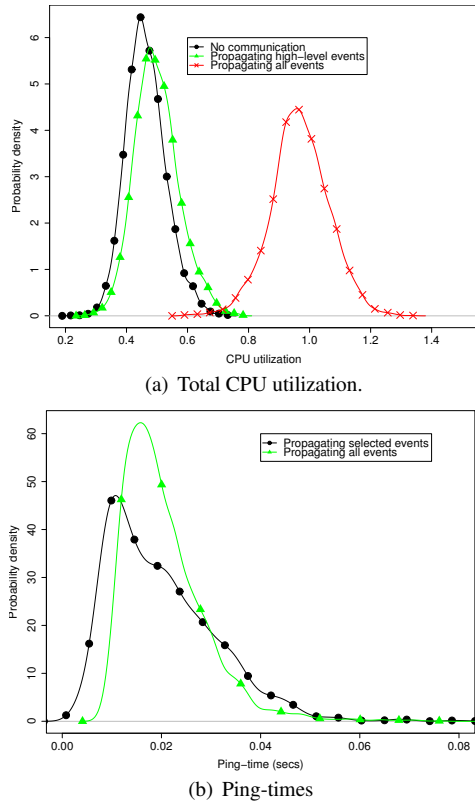 Probability density
0 1 2 3 4 5 6
No communication
Propagating high-level events
Propagating all events
0.2 0.4 0.6 0.8 1.0 1.2 1.4
CPU utilization
(a) Total CPU utilization.
Probability density
0 10 20 30 40 50 60
Propagating selected events
Propagating all events
0.00 0.02 0.04 0.06 0.08
Ping-time (secs)
(b) Ping-times